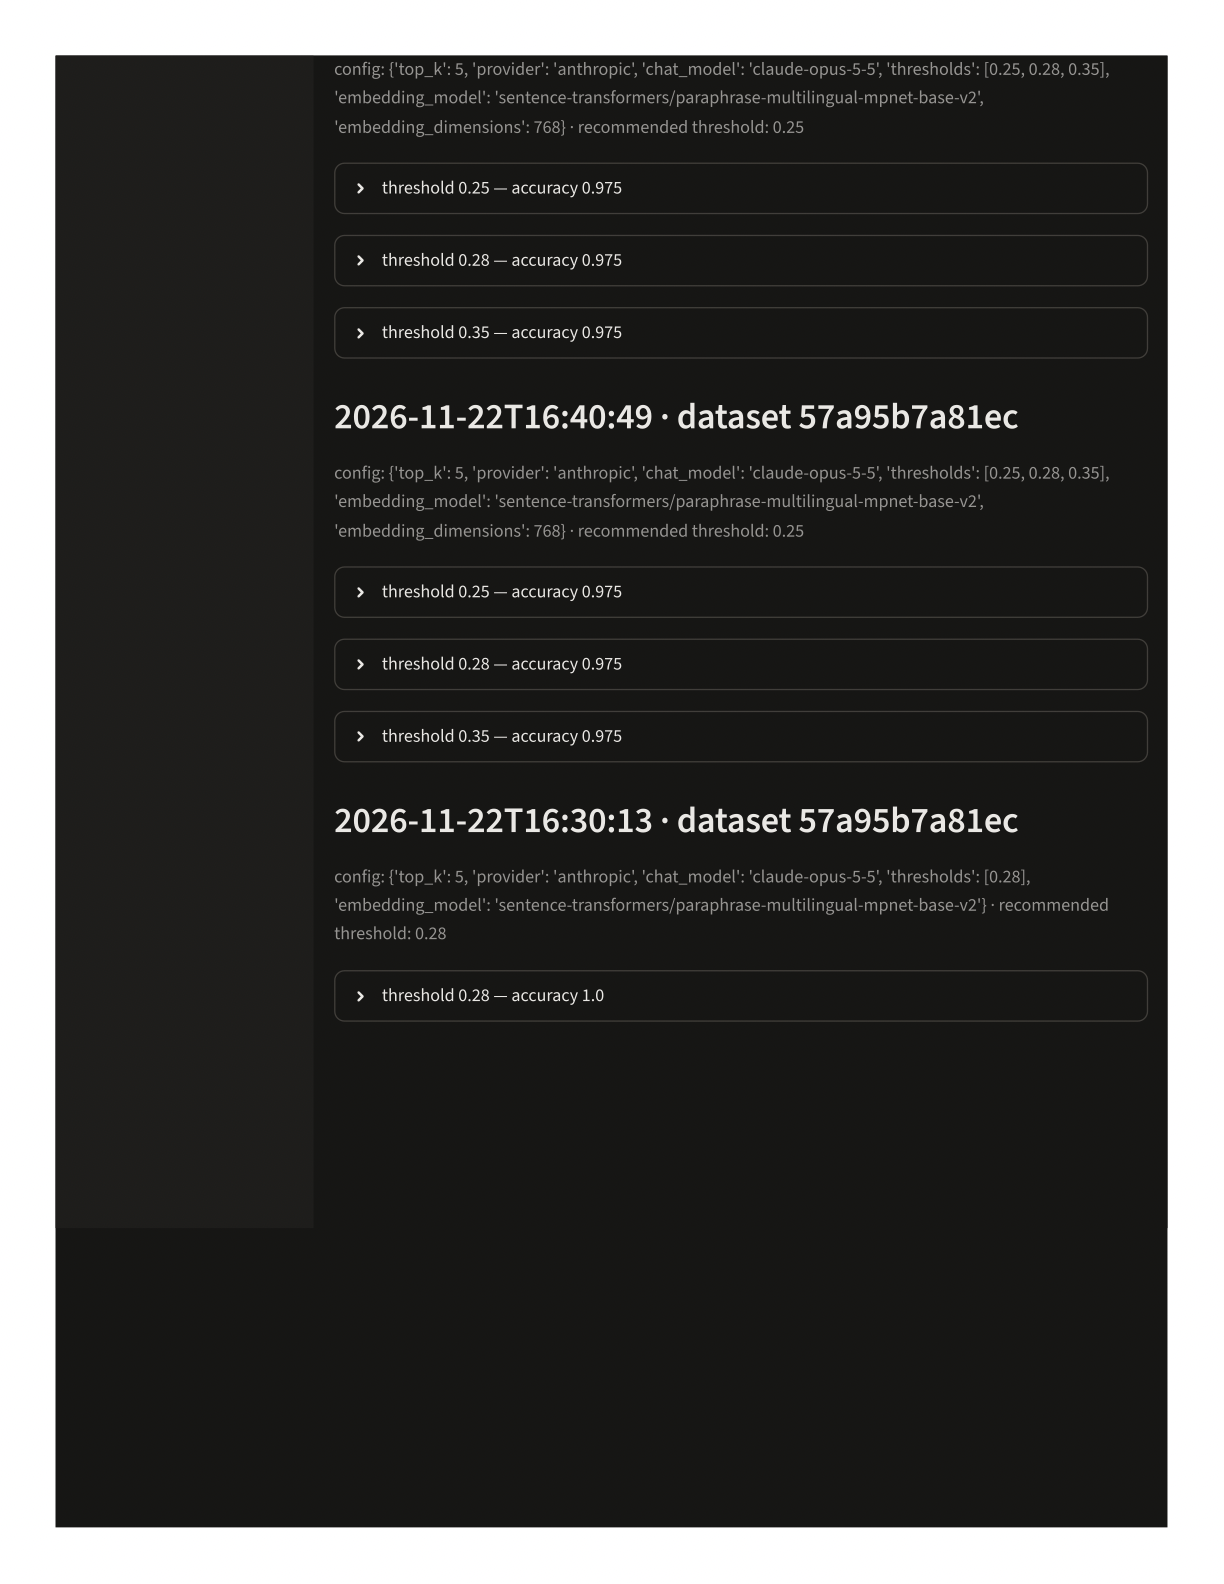 config: {'top_k': 5, 'provider': 'anthropic', 'chat_model': 'claude-opus-5-5', 'thresholds': [0.25, 0.28, 0.35],
'embedding_model': 'sentence-transformers/paraphrase-multilingual-mpnet-base-v2',
'embedding_dimensions': 768} · recommended threshold: 0.25
threshold 0.25 — accuracy 0.975
threshold 0.28 — accuracy 0.975
threshold 0.35 — accuracy 0.975
2026-11-22T16:40:49 · dataset 57a95b7a81ec
config: {'top_k': 5, 'provider': 'anthropic', 'chat_model': 'claude-opus-5-5', 'thresholds': [0.25, 0.28, 0.35],
'embedding_model': 'sentence-transformers/paraphrase-multilingual-mpnet-base-v2',
'embedding_dimensions': 768} · recommended threshold: 0.25
threshold 0.25 — accuracy 0.975
threshold 0.28 — accuracy 0.975
threshold 0.35 — accuracy 0.975
2026-11-22T16:30:13 · dataset 57a95b7a81ec
config: {'top_k': 5, 'provider': 'anthropic', 'chat_model': 'claude-opus-5-5', 'thresholds': [0.28],
'embedding_model': 'sentence-transformers/paraphrase-multilingual-mpnet-base-v2'} · recommended
threshold: 0.28
threshold 0.28 — accuracy 1.0